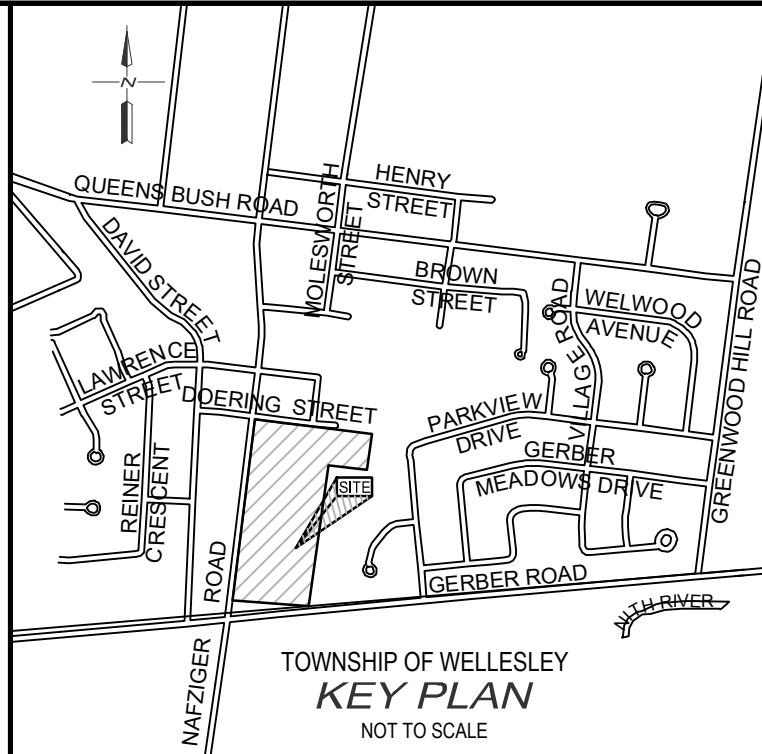 N
HENRY
STREET
QUEENS BUSH ROAD
MOLESWORTH
STREET
DAVID STREET
BROWN
STREET
VILLAGE ROAD
WELWOOD
AVENUE
GREENWOOD HILL ROAD
LAWRENCE
STREET
DOERING STREET
PARKVIEW
DRIVE
GERBER
MEADOWS DRIVE
REINER
CRESCENT
SITE
NAFZIGER ROAD
GERBER ROAD
NITH RIVER
TOWNSHIP OF WELLESLEY
KEY PLAN
NOT TO SCALE